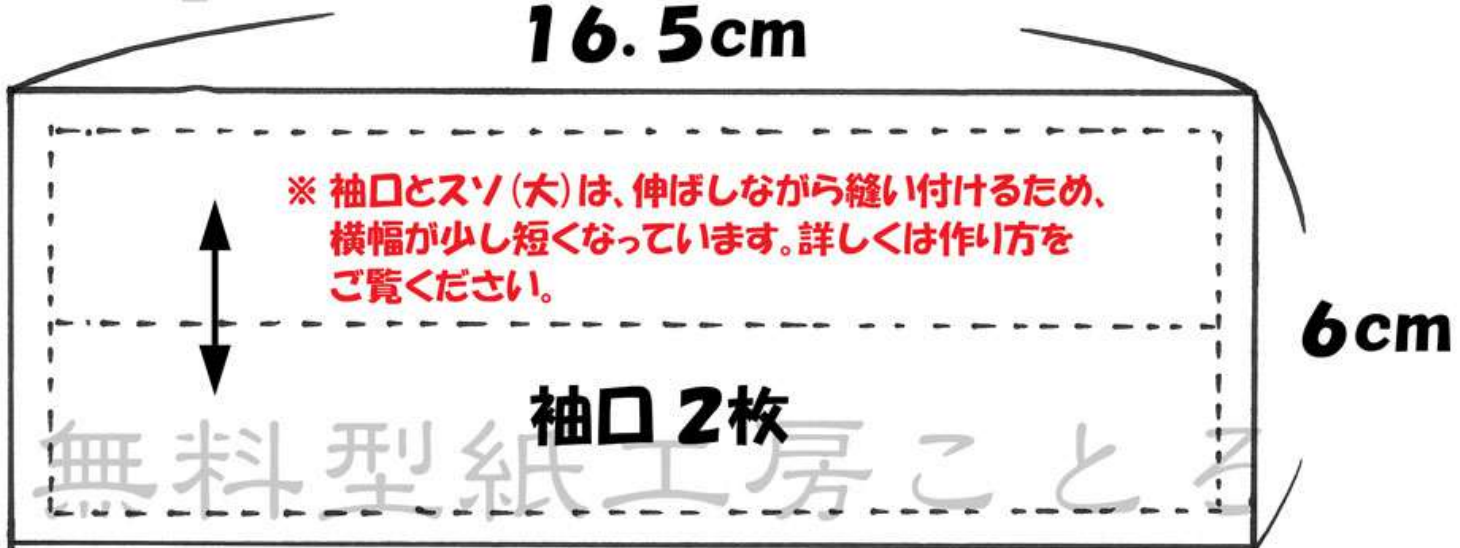 16.5cm
※ 袖口とスソ(大)は、伸ばしながら縫い付けるため、
横幅が少し短くなっています。詳しくは作り方を
ご覧ください。
6cm
袖口 2枚
無料型紙工房ことろ